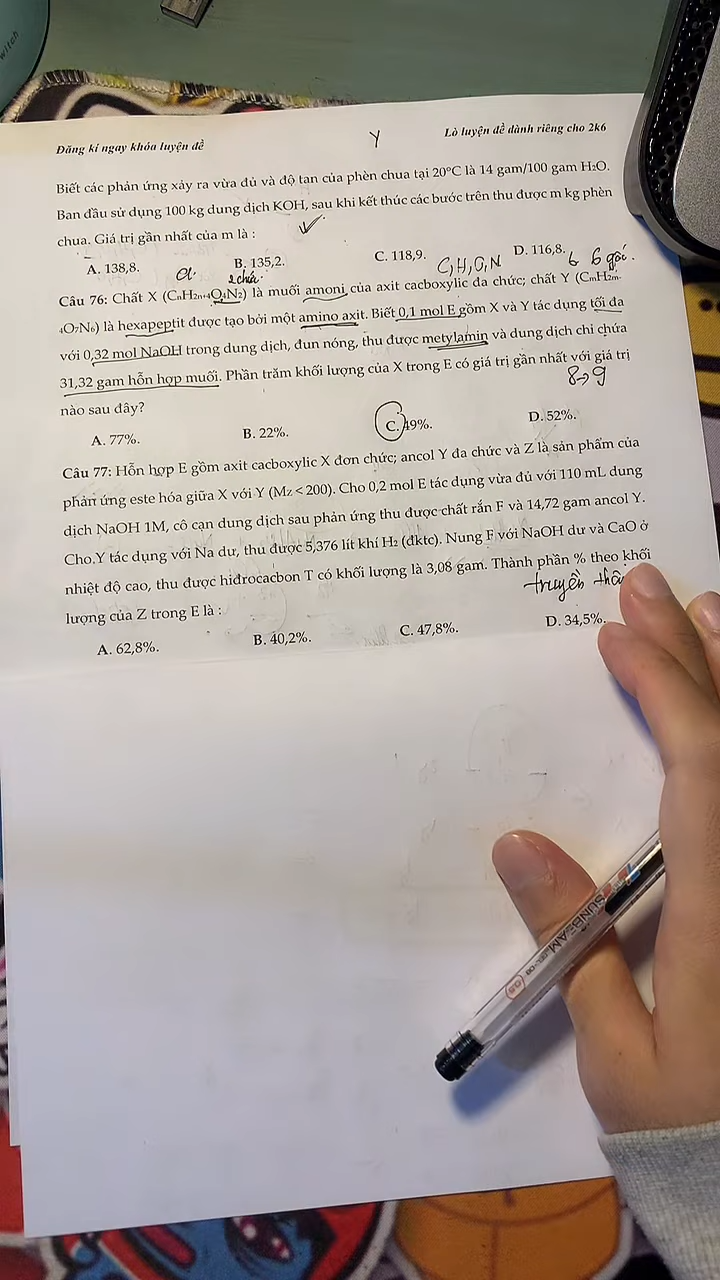 witch
Đăng kí ngay khóa luyện đề
Y
Lò luyện đề dành riêng cho 2k6
Biết các phản ứng xảy ra vừa đủ và độ tan của phèn chua tại 20°C là 14 gam/100 gam H₂O.
Ban đầu sử dụng 100 kg dung dịch KOH, sau khi kết thúc các bước trên thu được m kg phèn
chua. Giá trị gần nhất của m là :
A. 138,8.
B. 135,2.
C. 118,9.
D. 116,8.
a
2 chức
C, H, O, N
6 gốc.
Câu 76: Chất X (CₙH₂ₙ₊₄O₄N₂) là muối amoni của axit cacboxylic đa chức; chất Y (CₘH₂ₘ₋
₄O₇N₆) là hexapeptit được tạo bởi một amino axit. Biết 0,1 mol E gồm X và Y tác dụng tối đa
với 0,32 mol NaOH trong dung dịch, đun nóng, thu được metylamin và dung dịch chỉ chứa
31,32 gam hỗn hợp muối. Phần trăm khối lượng của X trong E có giá trị gần nhất với giá trị
nào sau đây?
8→9
A. 77%.
B. 22%.
C. 49%.
D. 52%.
Câu 77: Hỗn hợp E gồm axit cacboxylic X đơn chức; ancol Y đa chức và Z là sản phẩm của
phản ứng este hóa giữa X với Y (M_Z < 200). Cho 0,2 mol E tác dụng vừa đủ với 110 mL dung
dịch NaOH 1M, cô cạn dung dịch sau phản ứng thu được chất rắn F và 14,72 gam ancol Y.
Cho Y tác dụng với Na dư, thu được 5,376 lít khí H₂ (đktc). Nung F với NaOH dư và CaO ở
nhiệt độ cao, thu được hiđrocacbon T có khối lượng là 3,08 gam. Thành phần % theo khối
lượng của Z trong E là :
truyền
A. 62,8%.
B. 40,2%.
C. 47,8%.
D. 34,5%.
SUNBEAM
0.5